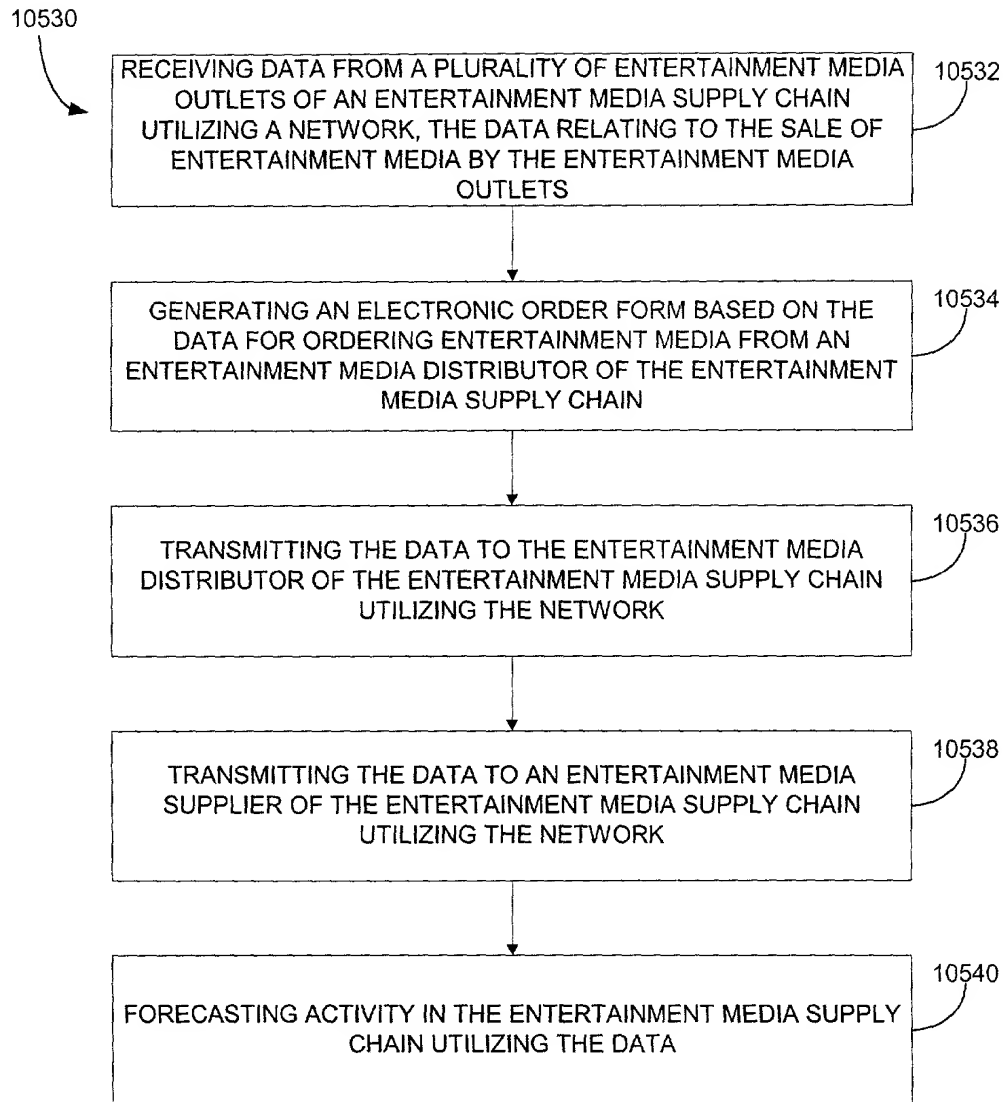 10530
RECEIVING DATA FROM A PLURALITY OF ENTERTAINMENT MEDIA
OUTLETS OF AN ENTERTAINMENT MEDIA SUPPLY CHAIN
UTILIZING A NETWORK, THE DATA RELATING TO THE SALE OF
ENTERTAINMENT MEDIA BY THE ENTERTAINMENT MEDIA
OUTLETS
10532
GENERATING AN ELECTRONIC ORDER FORM BASED ON THE
DATA FOR ORDERING ENTERTAINMENT MEDIA FROM AN
ENTERTAINMENT MEDIA DISTRIBUTOR OF THE ENTERTAINMENT
MEDIA SUPPLY CHAIN
10534
TRANSMITTING THE DATA TO THE ENTERTAINMENT MEDIA
DISTRIBUTOR OF THE ENTERTAINMENT MEDIA SUPPLY CHAIN
UTILIZING THE NETWORK
10536
TRANSMITTING THE DATA TO AN ENTERTAINMENT MEDIA
SUPPLIER OF THE ENTERTAINMENT MEDIA SUPPLY CHAIN
UTILIZING THE NETWORK
10538
FORECASTING ACTIVITY IN THE ENTERTAINMENT MEDIA SUPPLY
CHAIN UTILIZING THE DATA
10540